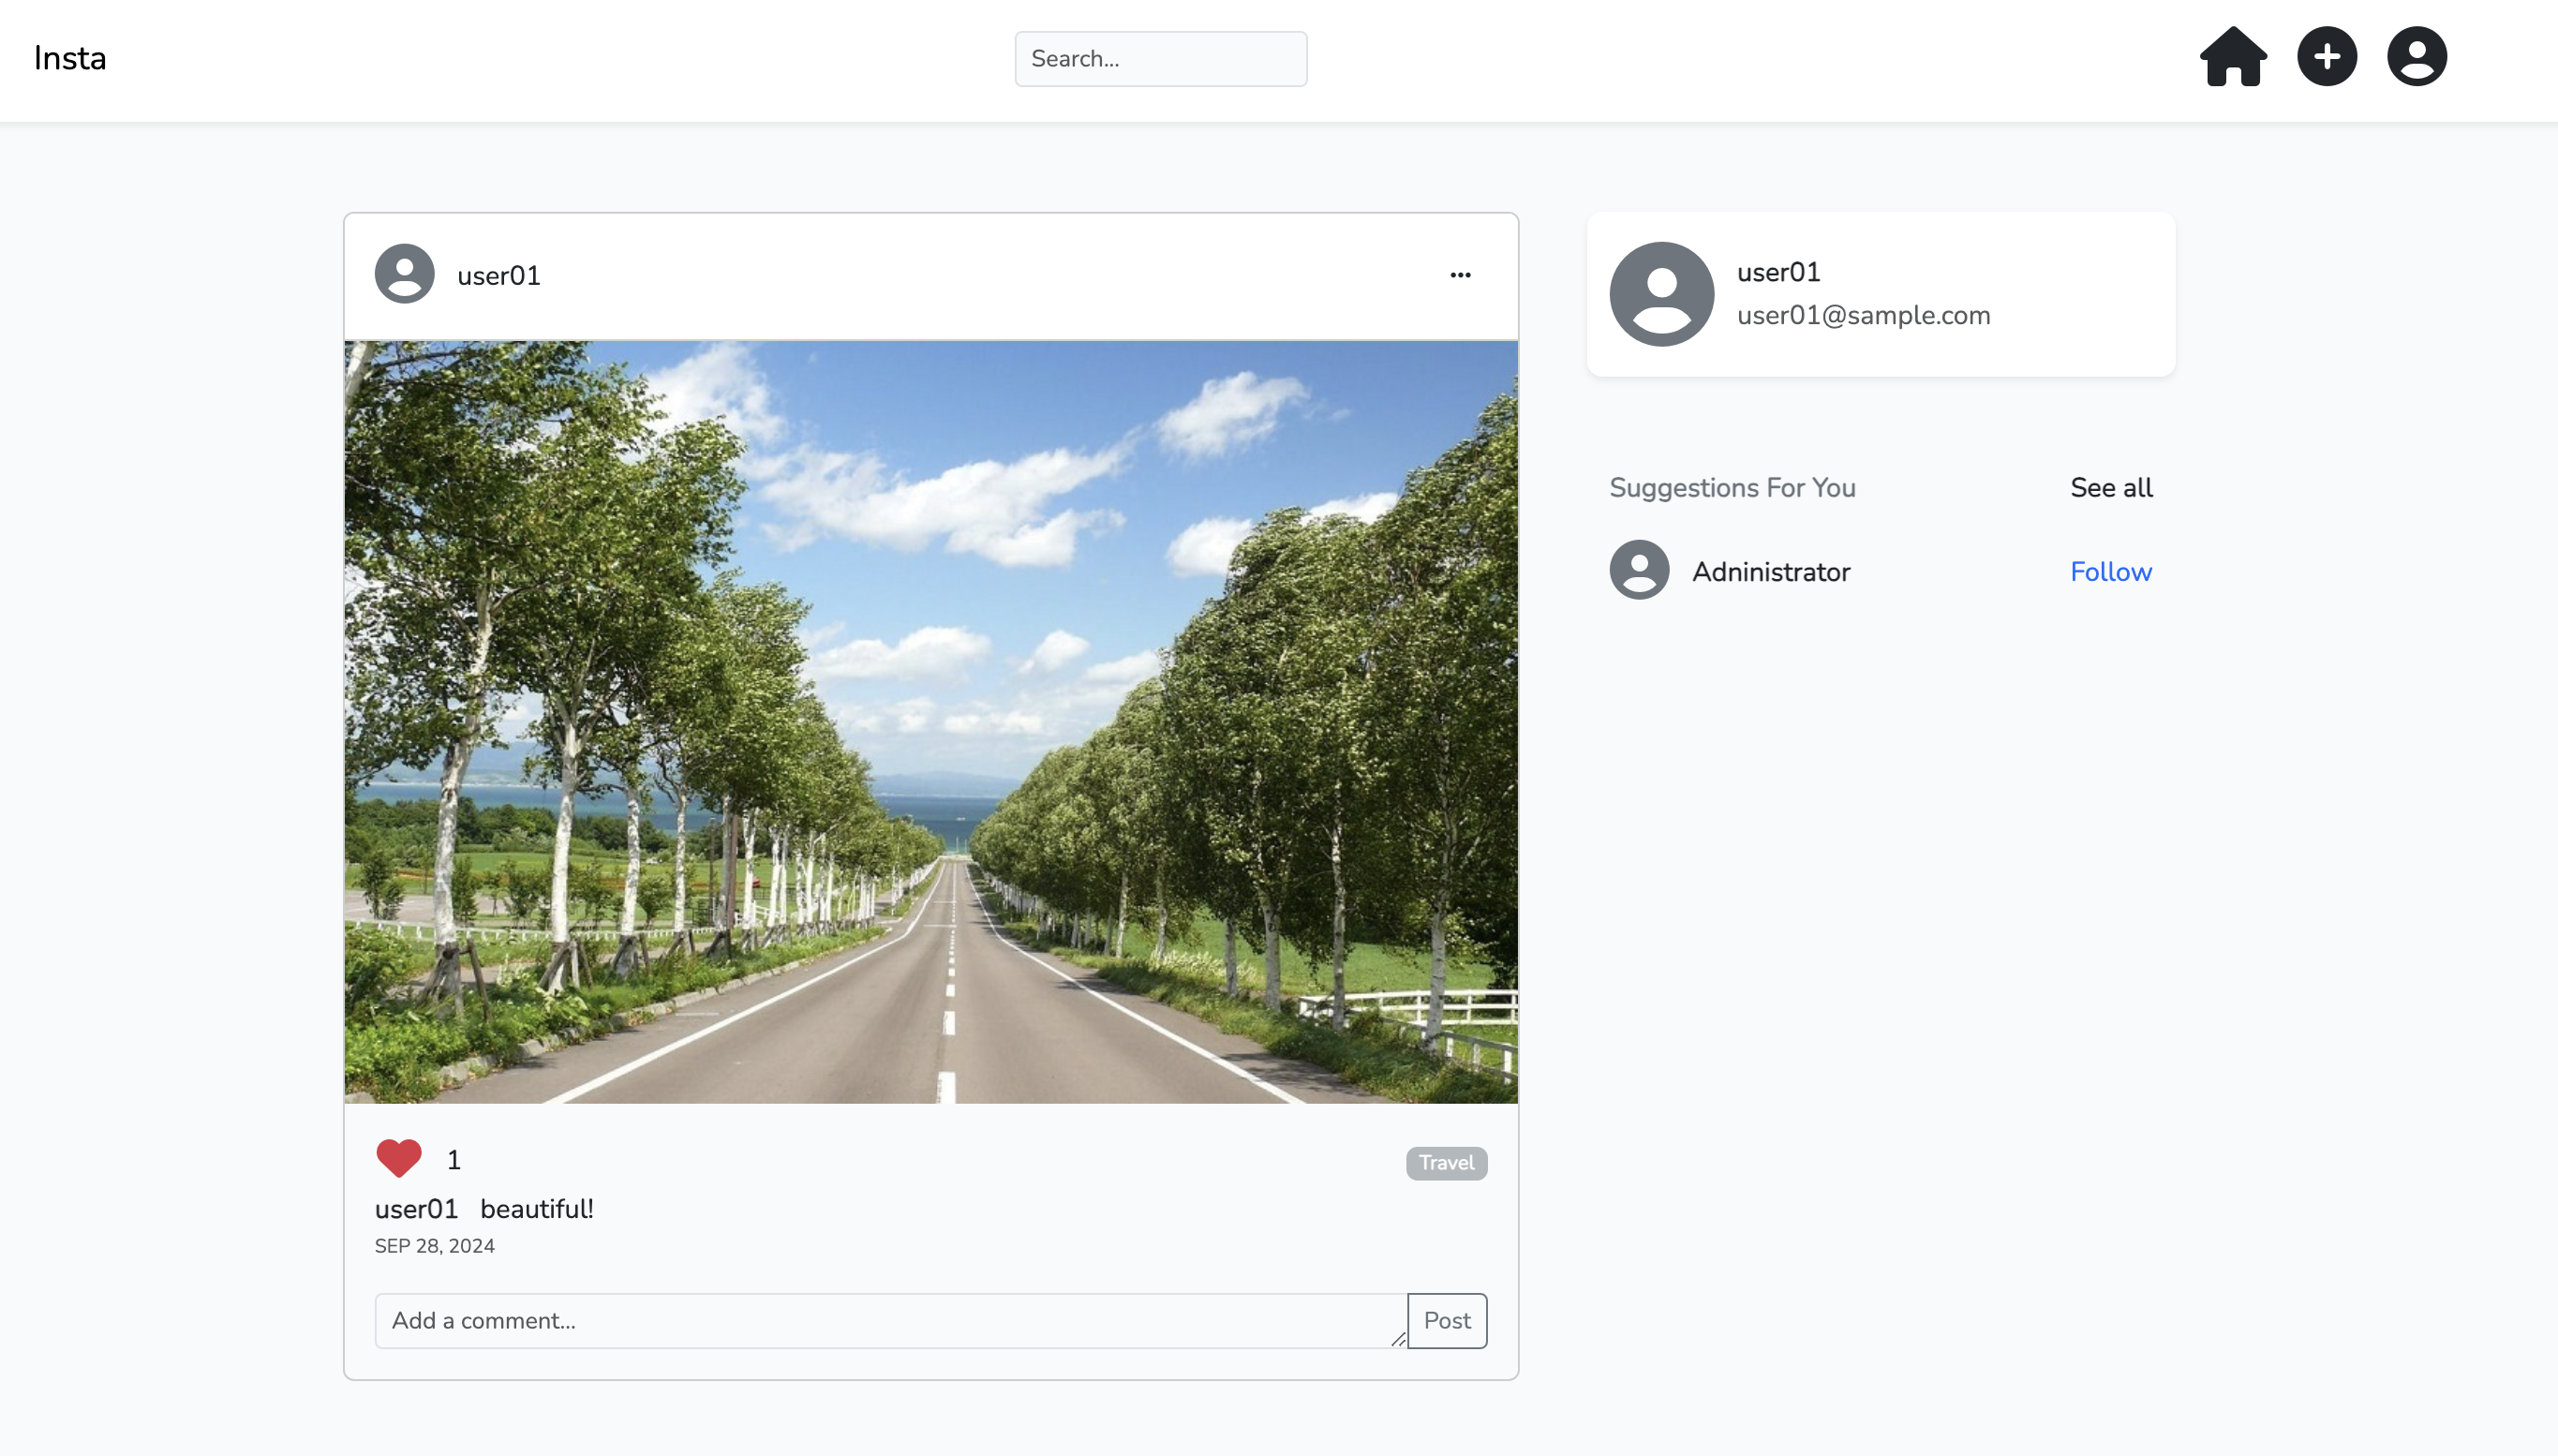 Insta
Search...
user01
•••
user01
user01@sample.com
Suggestions For You
See all
Adninistrator
Follow
1
Travel
user01 beautiful!
SEP 28, 2024
Add a comment...
Post